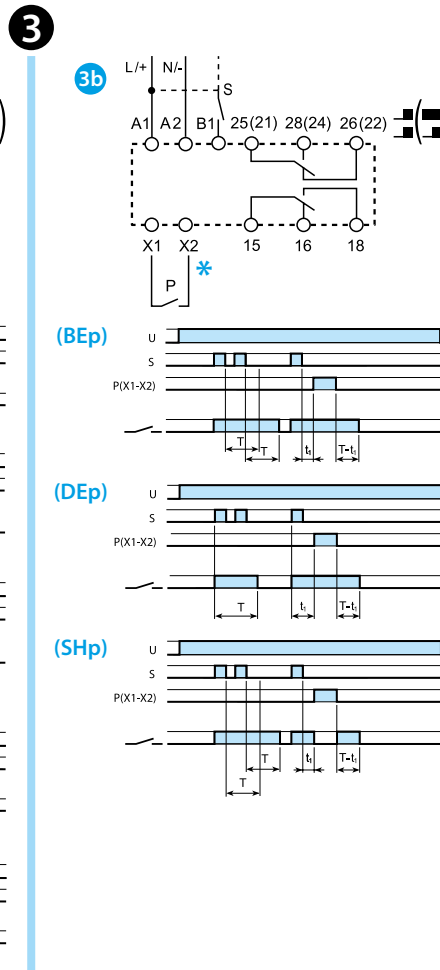 3
3b
L/+ N/-
S
A1 A2 B1 25(21) 28(24) 26(22)
X1 X2 15 16 18
*
P
(BEp)
U
S
P(X1-X2)
T T t₁ T-t₁
(DEp)
U
S
P(X1-X2)
T t₁ T-t₁
(SHp)
U
S
P(X1-X2)
T t₁ T-t₁
T